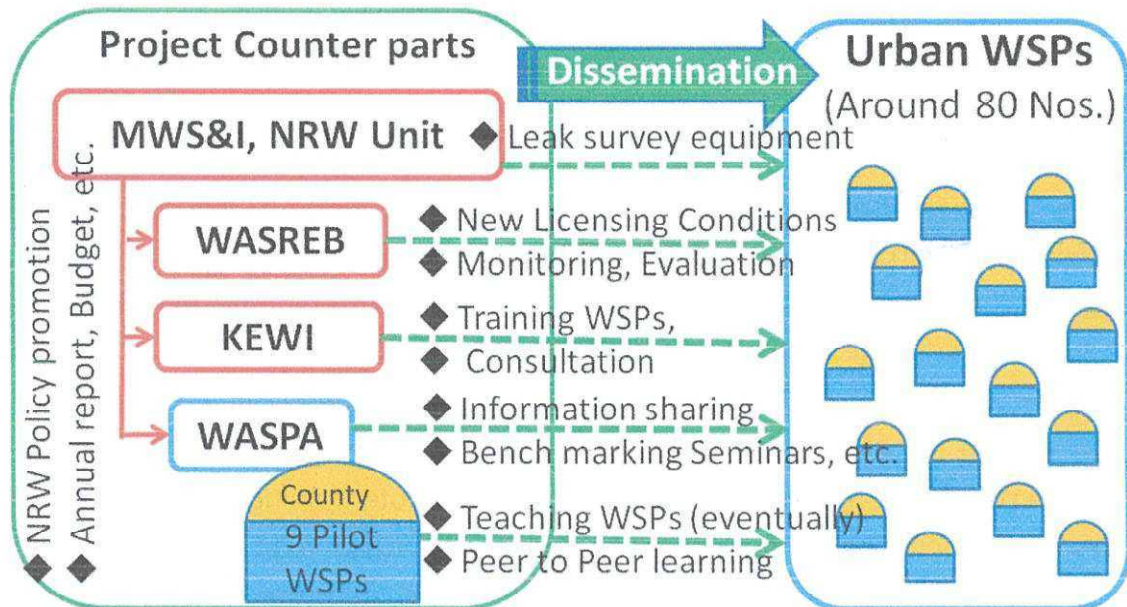 Project Counter parts
Dissemination
Urban WSPs
(Around 80 Nos.)
MWS&I, NRW Unit
◆ Leak survey equipment
WASREB
◆ New Licensing Conditions
◆ Monitoring, Evaluation
KEWI
◆ Training WSPs,
◆ Consultation
WASPA
◆ Information sharing
◆ Bench marking Seminars, etc.
County
9 Pilot
WSPs
◆ Teaching WSPs (eventually)
◆ Peer to Peer learning
◆ NRW Policy promotion
◆ Annual report, Budget, etc.